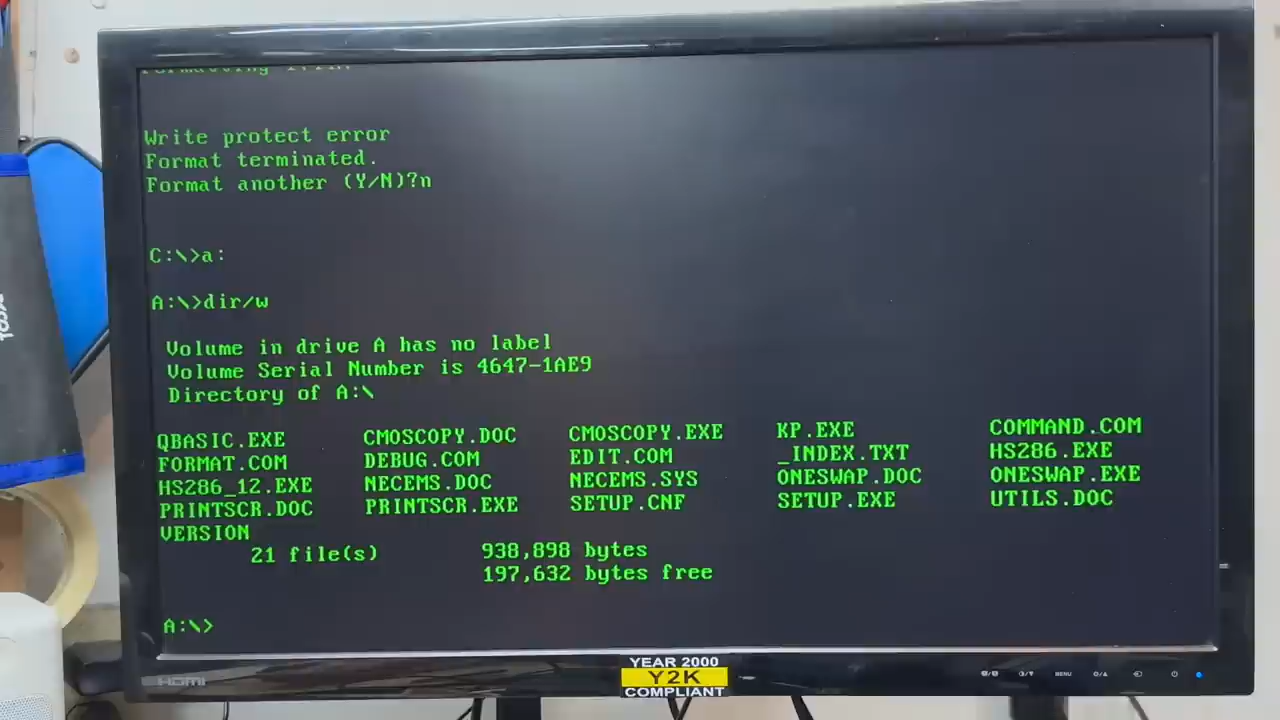 Write protect error
Format terminated.
Format another (Y/N)?n
C:\>a:
A:\>dir/w
Volume in drive A has no label
Volume Serial Number is 4647-1AE9
Directory of A:\
QBASIC.EXE CMOSCOPY.DOC CMOSCOPY.EXE KP.EXE COMMAND.COM
FORMAT.COM DEBUG.COM EDIT.COM _INDEX.TXT HS286.EXE
HS286_12.EXE NECEMS.DOC NECEMS.SYS ONESWAP.DOC ONESWAP.EXE
PRINTSCR.DOC PRINTSCR.EXE SETUP.CNF SETUP.EXE UTILS.DOC
VERSION
21 file(s) 938,898 bytes
197,632 bytes free
A:\>
HDMI
YEAR 2000
Y2K
COMPLIANT
MENU